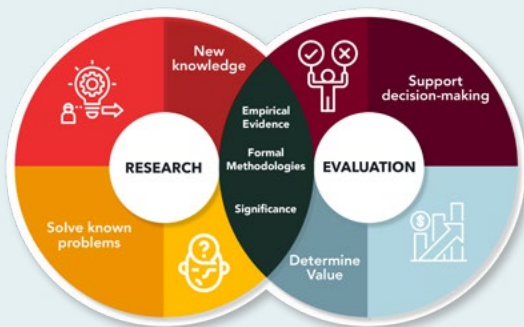 New
knowledge
Support
decision-making
Empirical
Evidence
RESEARCH
Formal
Methodologies
EVALUATION
Significance
Solve known
problems
?
Determine
Value
$